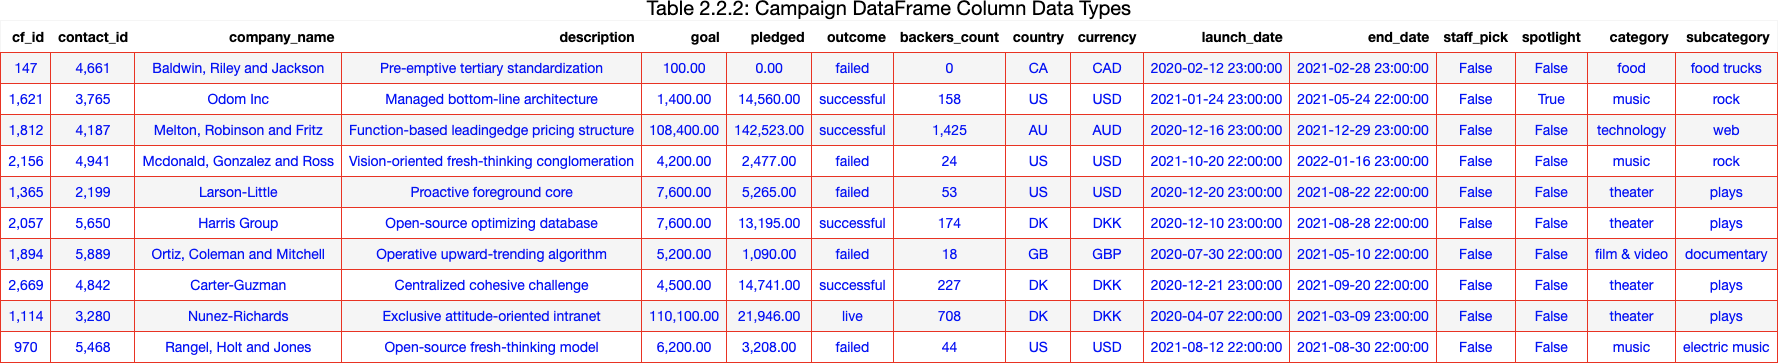 Table 2.2.2: Campaign DataFrame Column Data Types
cf_id contact_id company_name description goal pledged outcome backers_count country currency launch_date end_date staff_pick spotlight category subcategory
147 4,661 Baldwin, Riley and Jackson Pre-emptive tertiary standardization 100.00 0.00 failed 0 CA CAD 2020-02-12 23:00:00 2021-02-28 23:00:00 False False food food trucks
1,621 3,765 Odom Inc Managed bottom-line architecture 1,400.00 14,560.00 successful 158 US USD 2021-01-24 23:00:00 2021-05-24 22:00:00 False True music rock
1,812 4,187 Melton, Robinson and Fritz Function-based leadingedge pricing structure 108,400.00 142,523.00 successful 1,425 AU AUD 2020-12-16 23:00:00 2021-12-29 23:00:00 False False technology web
2,156 4,941 Mcdonald, Gonzalez and Ross Vision-oriented fresh-thinking conglomeration 4,200.00 2,477.00 failed 24 US USD 2021-10-20 22:00:00 2022-01-16 23:00:00 False False music rock
1,365 2,199 Larson-Little Proactive foreground core 7,600.00 5,265.00 failed 53 US USD 2020-12-20 23:00:00 2021-08-22 22:00:00 False False theater plays
2,057 5,650 Harris Group Open-source optimizing database 7,600.00 13,195.00 successful 174 DK DKK 2020-12-10 23:00:00 2021-08-28 22:00:00 False False theater plays
1,894 5,889 Ortiz, Coleman and Mitchell Operative upward-trending algorithm 5,200.00 1,090.00 failed 18 GB GBP 2020-07-30 22:00:00 2021-05-10 22:00:00 False False film & video documentary
2,669 4,842 Carter-Guzman Centralized cohesive challenge 4,500.00 14,741.00 successful 227 DK DKK 2020-12-21 23:00:00 2021-09-20 22:00:00 False False theater plays
1,114 3,280 Nunez-Richards Exclusive attitude-oriented intranet 110,100.00 21,946.00 live 708 DK DKK 2020-04-07 22:00:00 2021-03-09 23:00:00 False False theater plays
970 5,468 Rangel, Holt and Jones Open-source fresh-thinking model 6,200.00 3,208.00 failed 44 US USD 2021-08-12 22:00:00 2021-08-30 22:00:00 False False music electric music